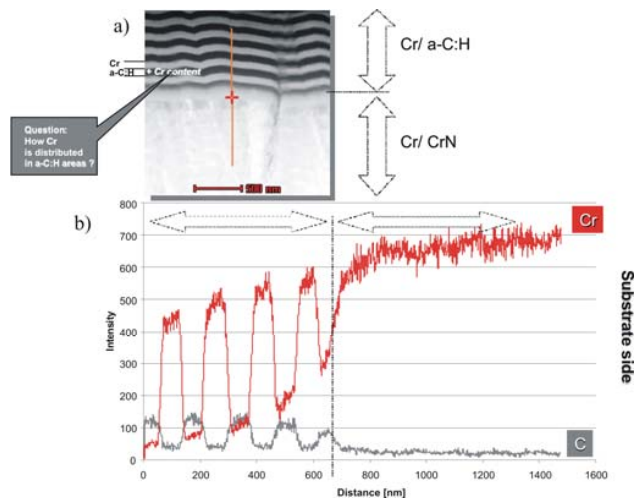 a)
Cr/ a-C:H
Cr
a-C:H
+ Cr content
Question:
How Cr
is distributed
in a-C:H areas ?
Cr/ CrN
500 nm
b)
800
700
600
500
400
300
200
100
0
Intensity
Cr
C
Substrate side
0
200
400
600
800
1000
1200
1400
1600
Distance [nm]